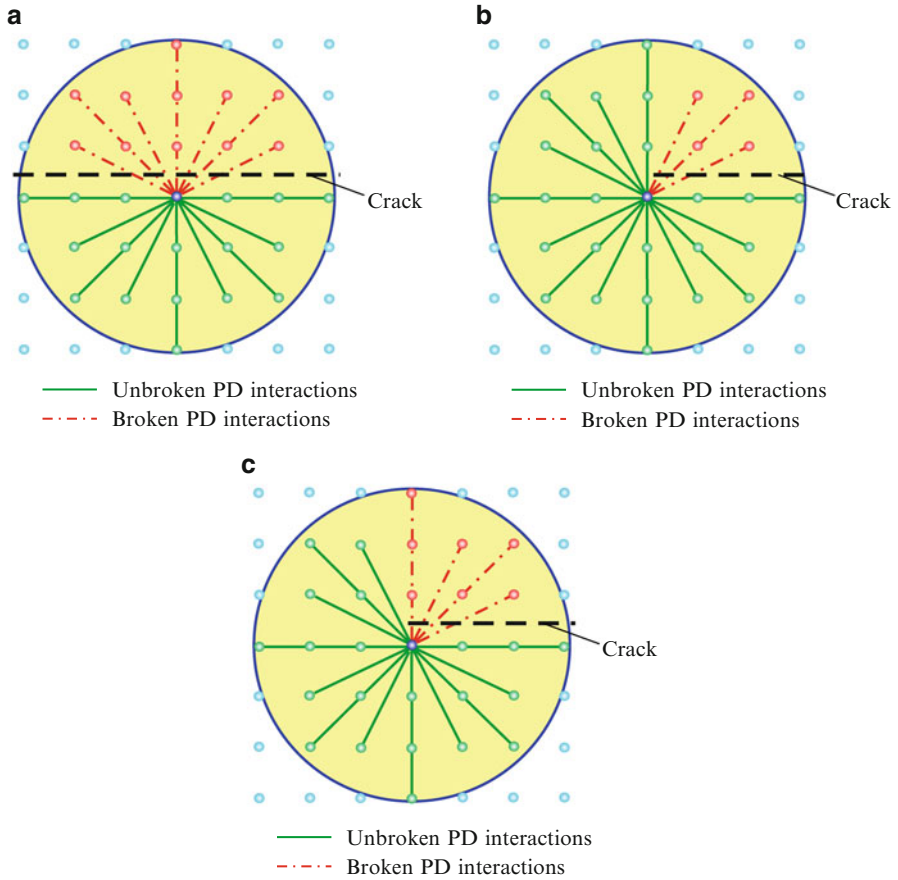 a
b
Crack
Crack
Unbroken PD interactions
Broken PD interactions
Unbroken PD interactions
Broken PD interactions
c
Crack
Unbroken PD interactions
Broken PD interactions